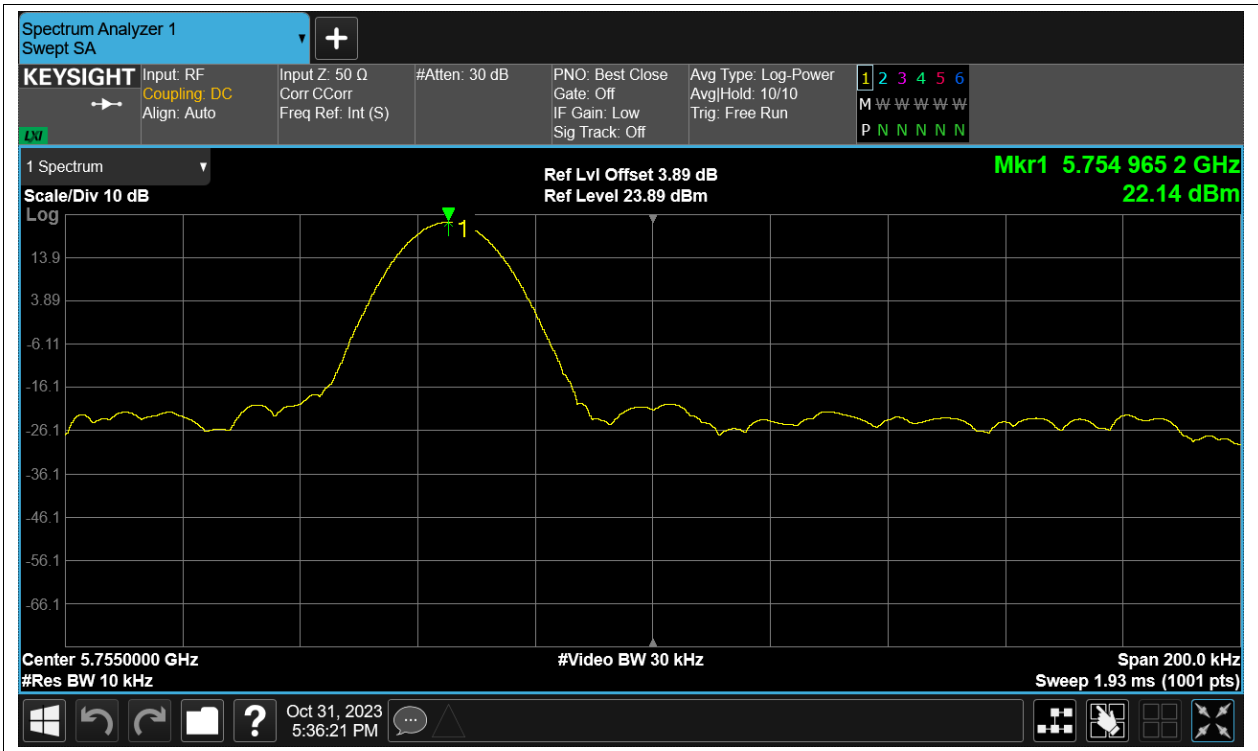 Spectrum Analyzer 1
Swept SA
KEYSIGHT
LXI
Input: RF
Coupling: DC
Align: Auto
Input Z: 50 Ω
Corr CCorr
Freq Ref: Int (S)
#Atten: 30 dB
PNO: Best Close
Gate: Off
IF Gain: Low
Sig Track: Off
Avg Type: Log-Power
Avg|Hold: 10/10
Trig: Free Run
1 2 3 4 5 6
M W W W W W
P N N N N N
1 Spectrum
Scale/Div 10 dB
Log
Ref Lvl Offset 3.89 dB
Ref Level 23.89 dBm
Mkr1 5.754 965 2 GHz
22.14 dBm
1
13.9
3.89
-6.11
-16.1
-26.1
-36.1
-46.1
-56.1
-66.1
Center 5.7550000 GHz
#Res BW 10 kHz
#Video BW 30 kHz
Span 200.0 kHz
Sweep 1.93 ms (1001 pts)
?
Oct 31, 2023
5:36:21 PM